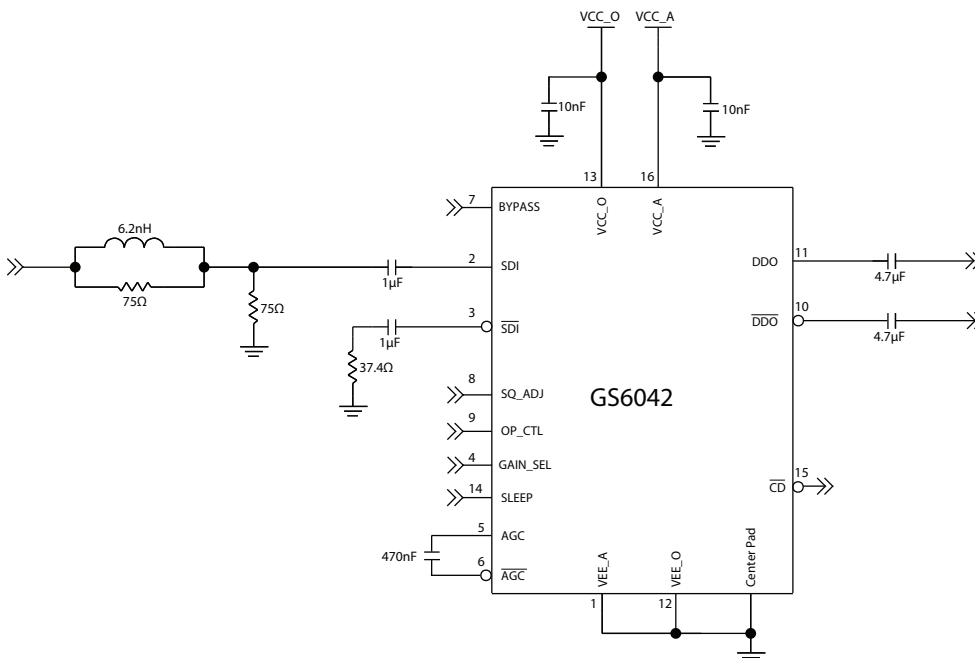 VCC_O
VCC_A
10nF
10nF
13
16
VCC_O
VCC_A
7
BYPASS
6.2nH
75Ω
75Ω
1μF
2
SDI
3
SDI
1μF
37.4Ω
8
SQ_ADJ
9
OP_CTL
4
GAIN_SEL
14
SLEEP
5
AGC
470nF
6
AGC
GS6042
DDO
11
4.7μF
DDO
10
4.7μF
CD
15
VEE_A
VEE_O
Center Pad
1
12